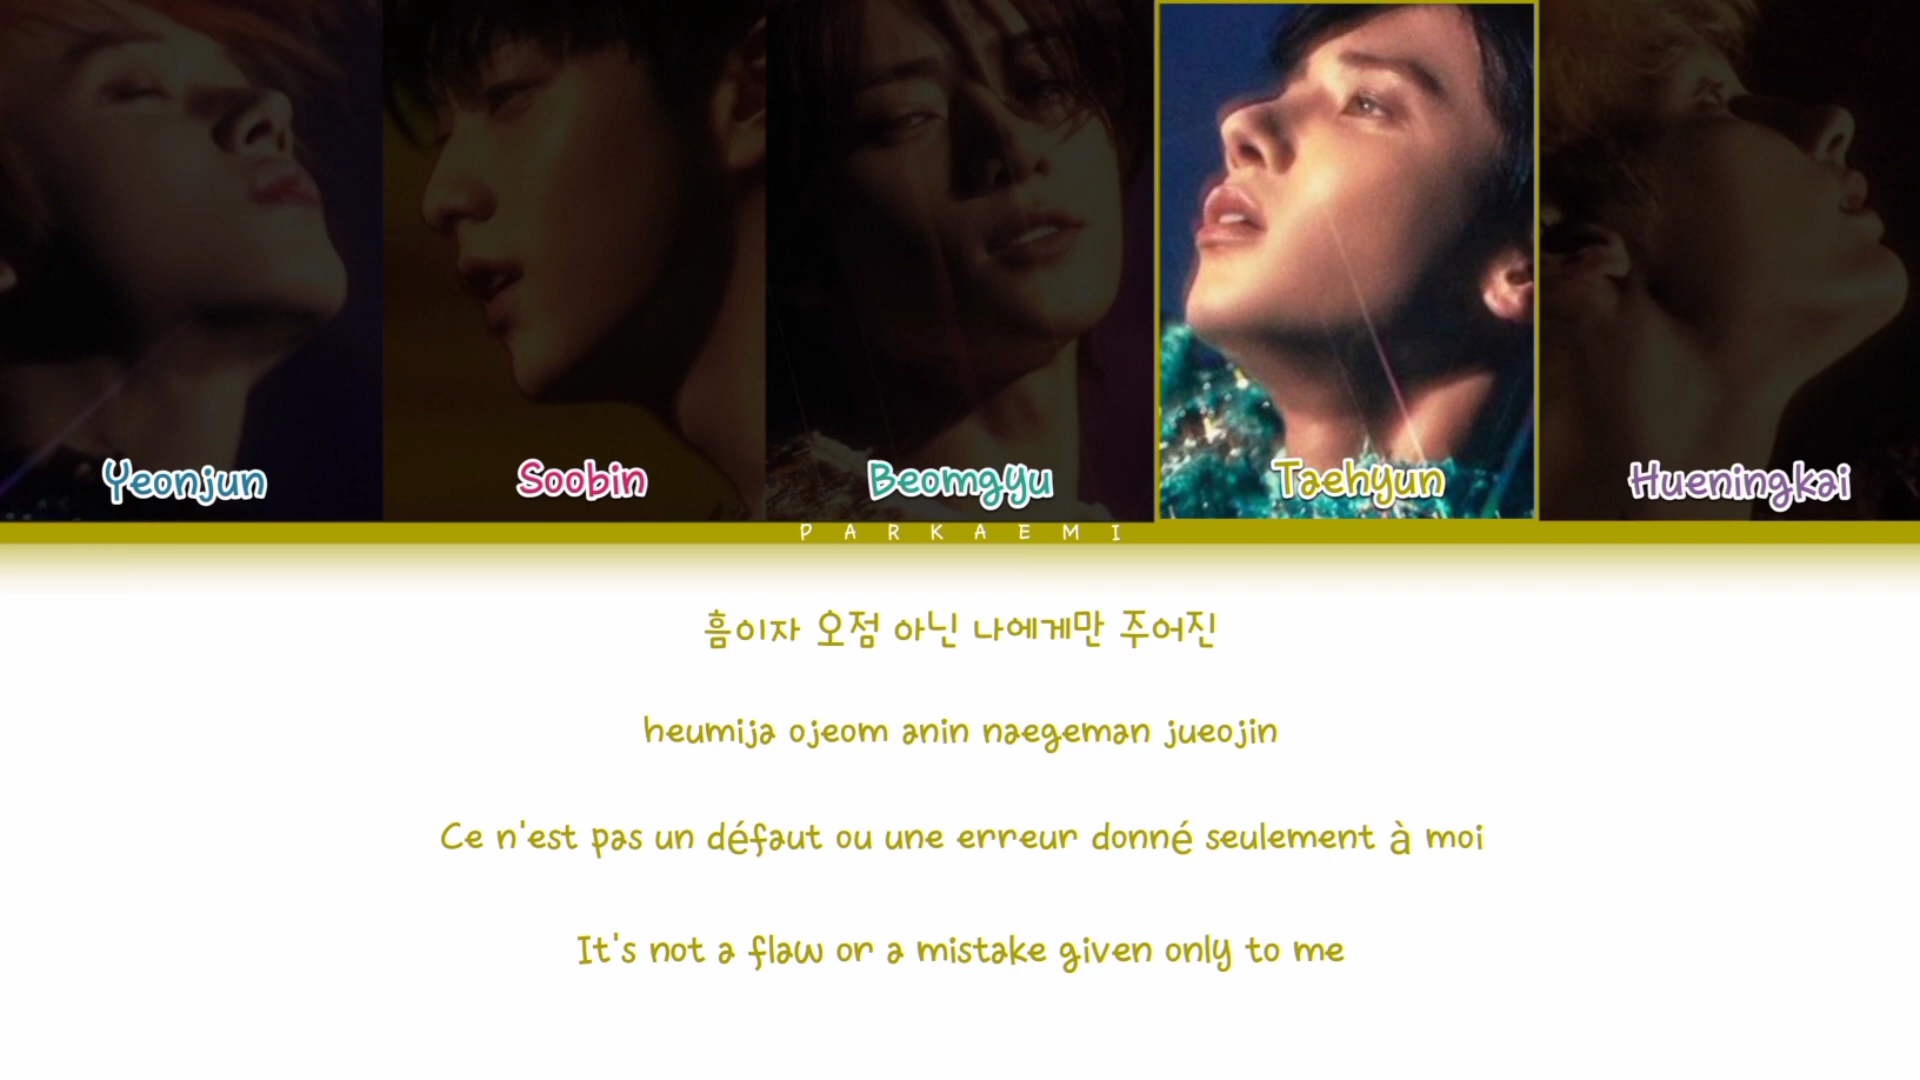 Yeonjun Soobin Beomgyu Taehyun Hueningkai
PARKAEMI
흠이자 오점 아닌 나에게만 주어진
heumija ojeom anin naegeman jueojin
Ce n'est pas un défaut ou une erreur donné seulement à moi
It's not a flaw or a mistake given only to me